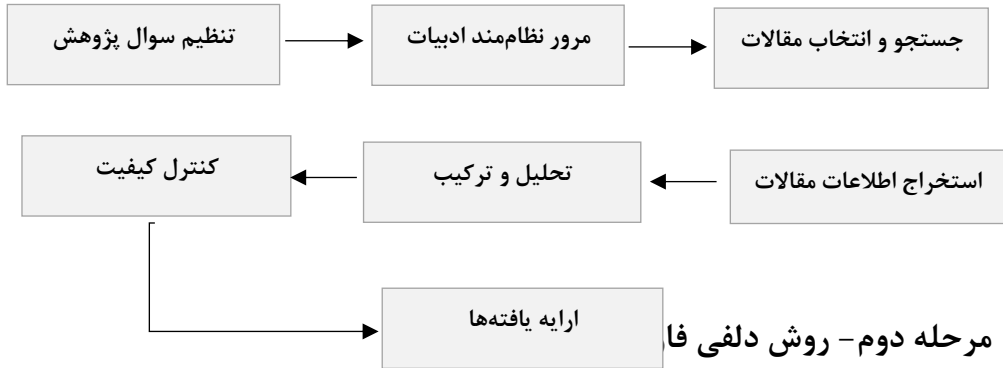 تنظیم سوال پژوهش
مرور نظام‌مند ادبیات
جستجو و انتخاب مقالات
استخراج اطلاعات مقالات
تحلیل و ترکیب
کنترل کیفیت
ارایه یافته‌ها
مرحله دوم- روش دلفی